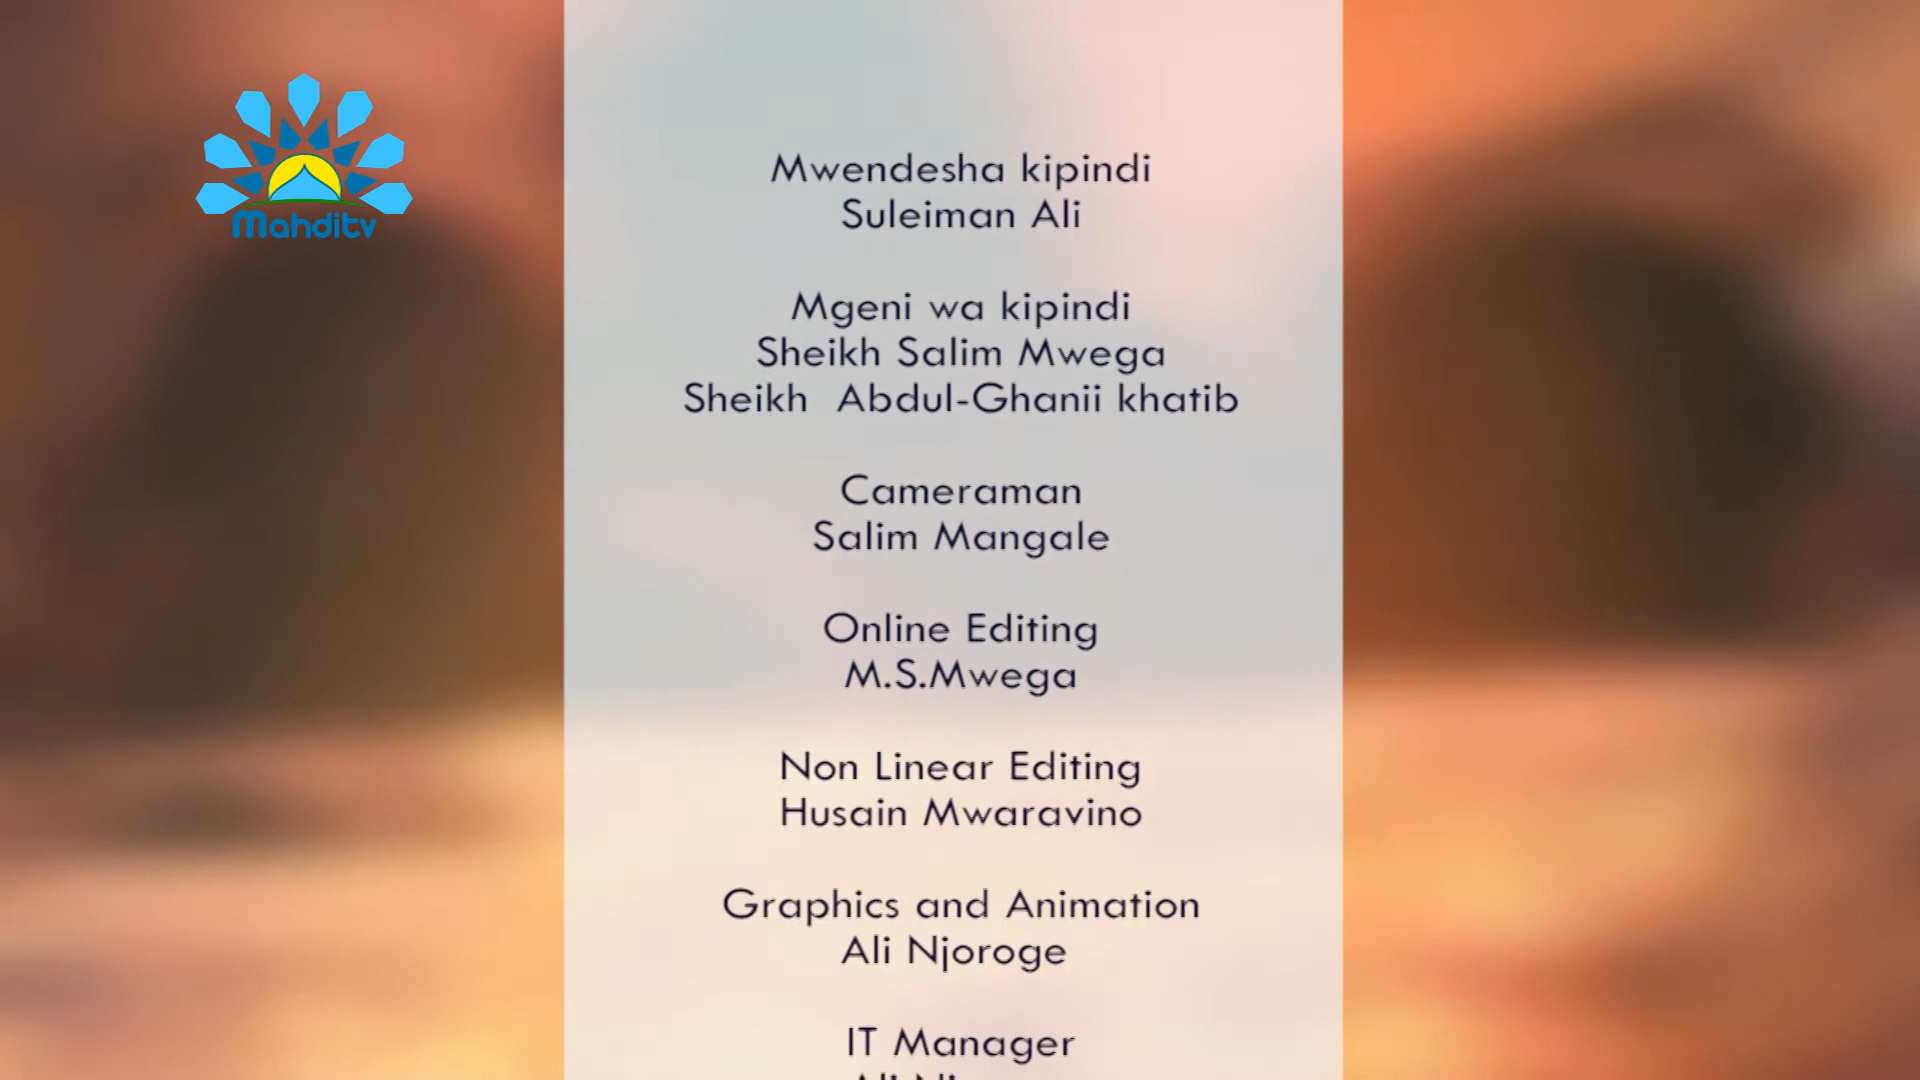 Mahditv
Mwendesha kipindi
Suleiman Ali
Mgeni wa kipindi
Sheikh Salim Mwega
Sheikh Abdul-Ghanii khatib
Cameraman
Salim Mangale
Online Editing
M.S.Mwega
Non Linear Editing
Husain Mwaravino
Graphics and Animation
Ali Njoroge
IT Manager